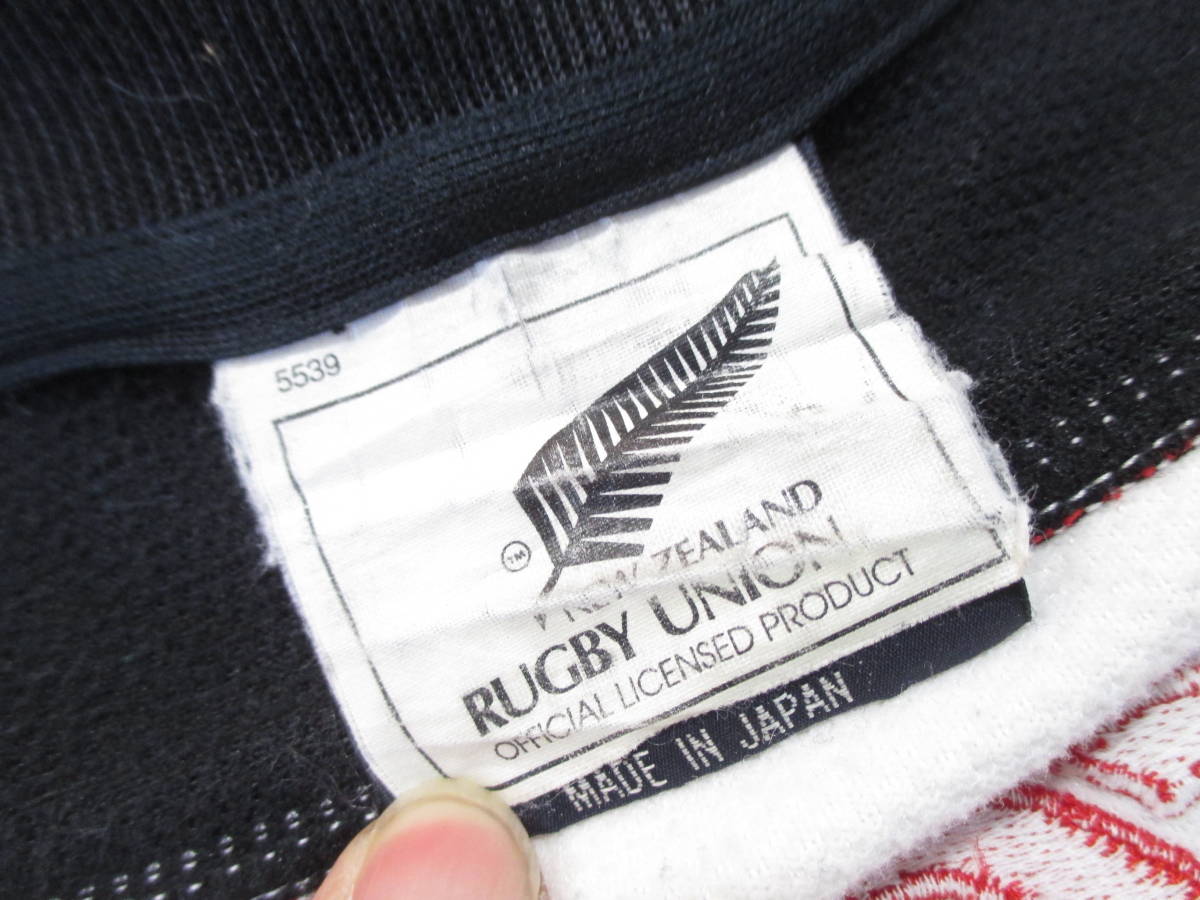 5539
TM
NEW ZEALAND
RUGBY UNION
OFFICIAL LICENSED PRODUCT
MADE IN JAPAN